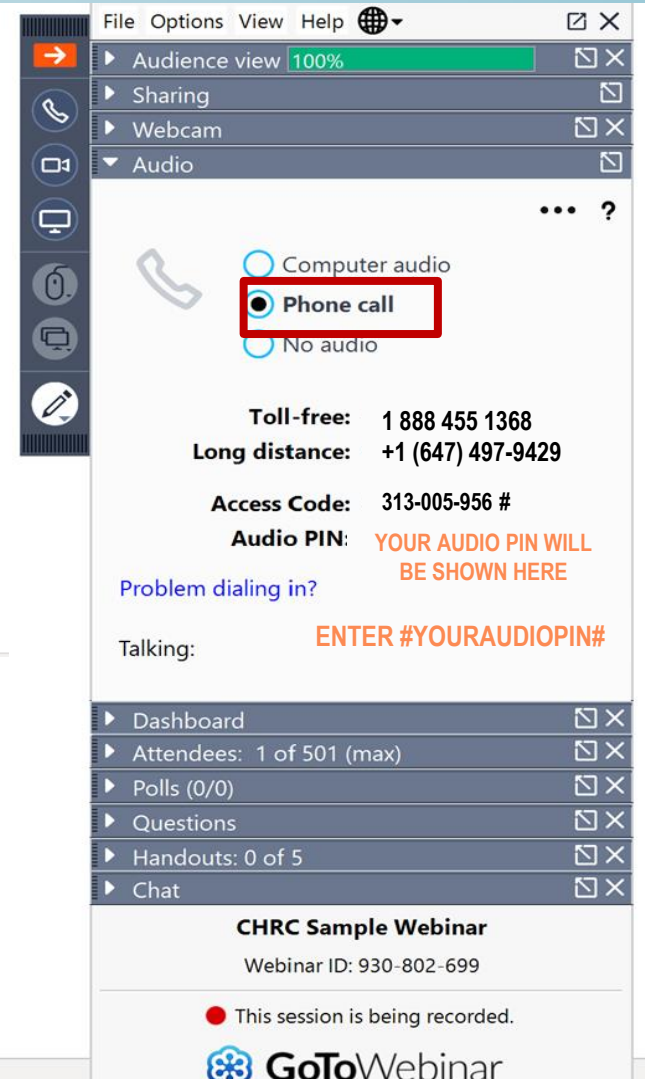 File Options View Help
Audience view 100%
Sharing
Webcam
Audio
... ?
Computer audio
Phone call
No audio
Toll-free: 1 888 455 1368
Long distance: +1 (647) 497-9429
Access Code: 313-005-956 #
Audio PIN: YOUR AUDIO PIN WILL
BE SHOWN HERE
Problem dialing in?
ENTER #YOURAUDIOPIN#
Talking:
Dashboard
Attendees: 1 of 501 (max)
Polls (0/0)
Questions
Handouts: 0 of 5
Chat
CHRC Sample Webinar
Webinar ID: 930-802-699
This session is being recorded.
GoToWebinar